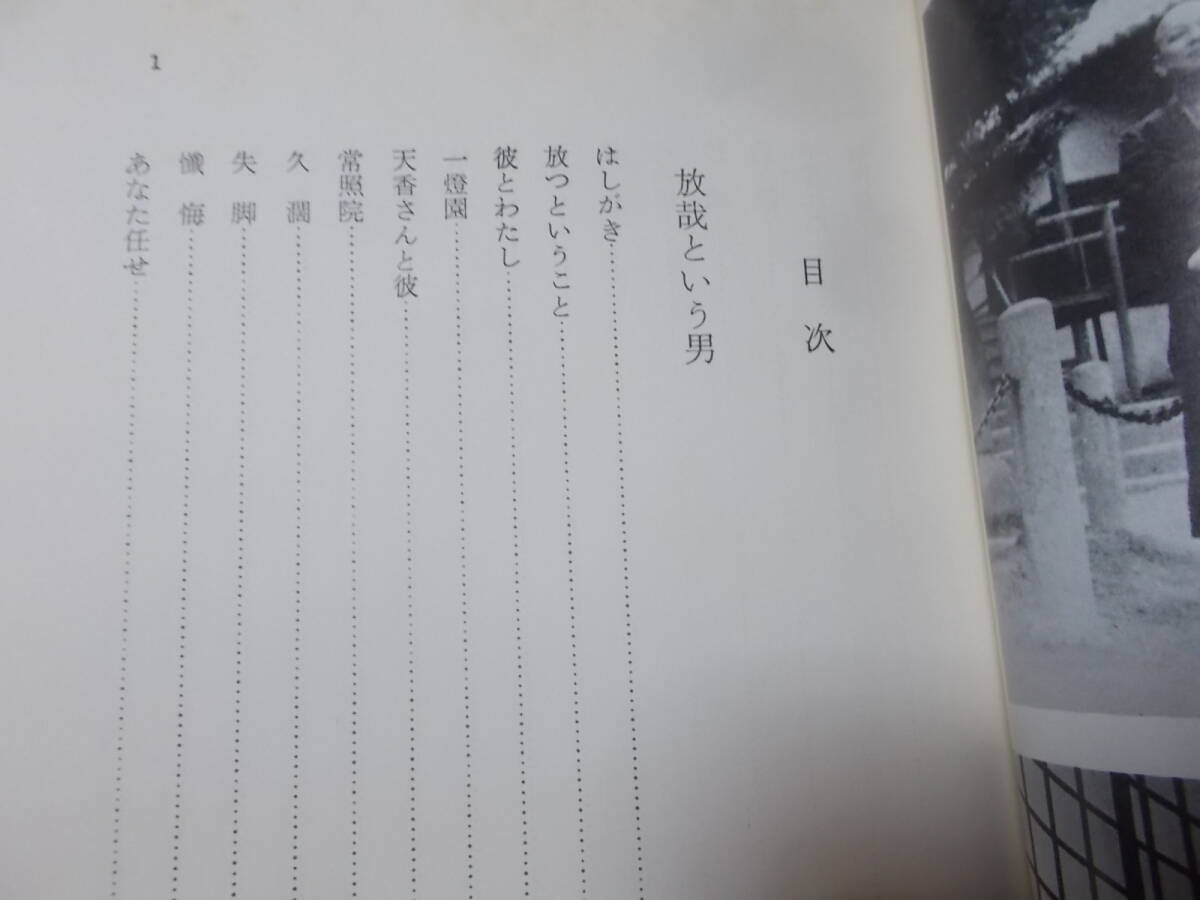 目次
放哉という男
はしがき……………………
放つということ……………………
彼とわたし……………………
一燈園……………………
天香さんと彼……………………
常照院……………………
久濶……………………
失脚……………………
懺悔……………………
あなた任せ……………………
1